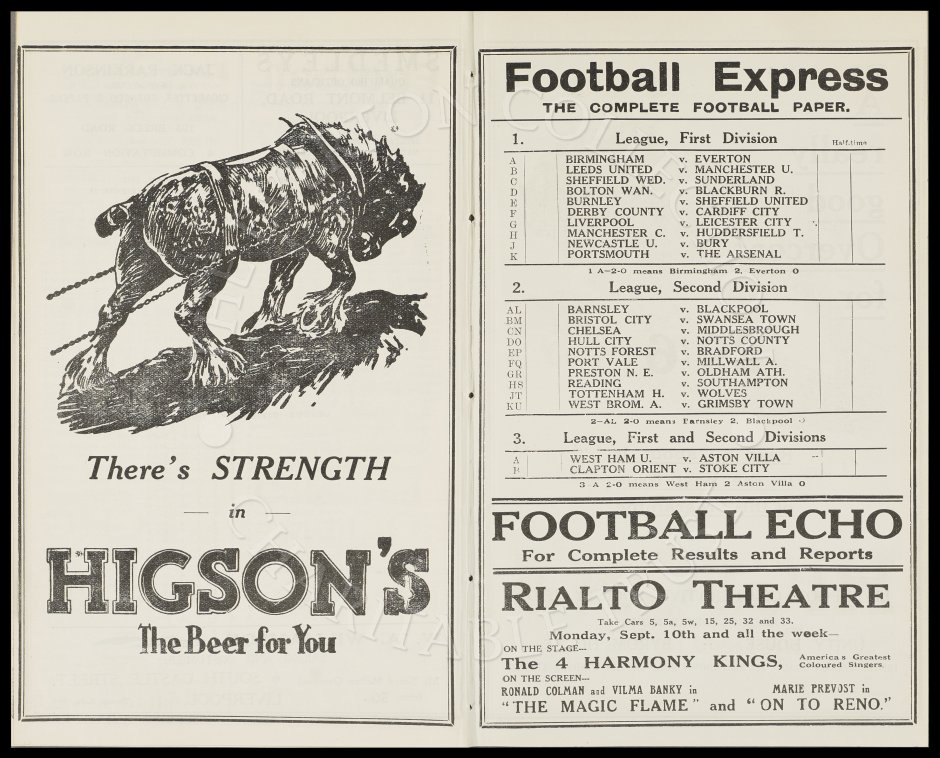 There's STRENGTH
in
HIGSON'S
The Beer for You
Football Express
THE COMPLETE FOOTBALL PAPER.
1. League, First Division Half-time
A BIRMINGHAM v. EVERTON
B LEEDS UNITED v. MANCHESTER U.
C SHEFFIELD WED. v. SUNDERLAND
D BOLTON WAN. v. BLACKBURN R.
E BURNLEY v. SHEFFIELD UNITED
F DERBY COUNTY v. CARDIFF CITY
G LIVERPOOL v. LEICESTER CITY
H MANCHESTER C. v. HUDDERSFIELD T.
J NEWCASTLE U. v. BURY
K PORTSMOUTH v. THE ARSENAL
1 A—2-0 means Birmingham 2, Everton 0
2. League, Second Division
AL BARNSLEY v. BLACKPOOL
BM BRISTOL CITY v. SWANSEA TOWN
CN CHELSEA v. MIDDLESBROUGH
DO HULL CITY v. NOTTS COUNTY
EP NOTTS FOREST v. BRADFORD
FQ PORT VALE v. MILLWALL A.
GR PRESTON N. E. v. OLDHAM ATH.
HS READING v. SOUTHAMPTON
JT TOTTENHAM H. v. WOLVES
KU WEST BROM. A. v. GRIMSBY TOWN
2—AL 2-0 means Barnsley 2, Blackpool 0
3. League, First and Second Divisions
A WEST HAM U. v. ASTON VILLA
B CLAPTON ORIENT v. STOKE CITY
3 A 2-0 means West Ham 2 Aston Villa 0
FOOTBALL ECHO
For Complete Results and Reports
RIALTO THEATRE
Take Cars 5, 5a, 5w, 15, 25, 32 and 33.
Monday, Sept. 10th and all the week—
ON THE STAGE—
The 4 HARMONY KINGS, America's Greatest Coloured Singers.
ON THE SCREEN—
RONALD COLMAN and VILMA BANKY in MARIE PREVOST in
"THE MAGIC FLAME" and "ON TO RENO."